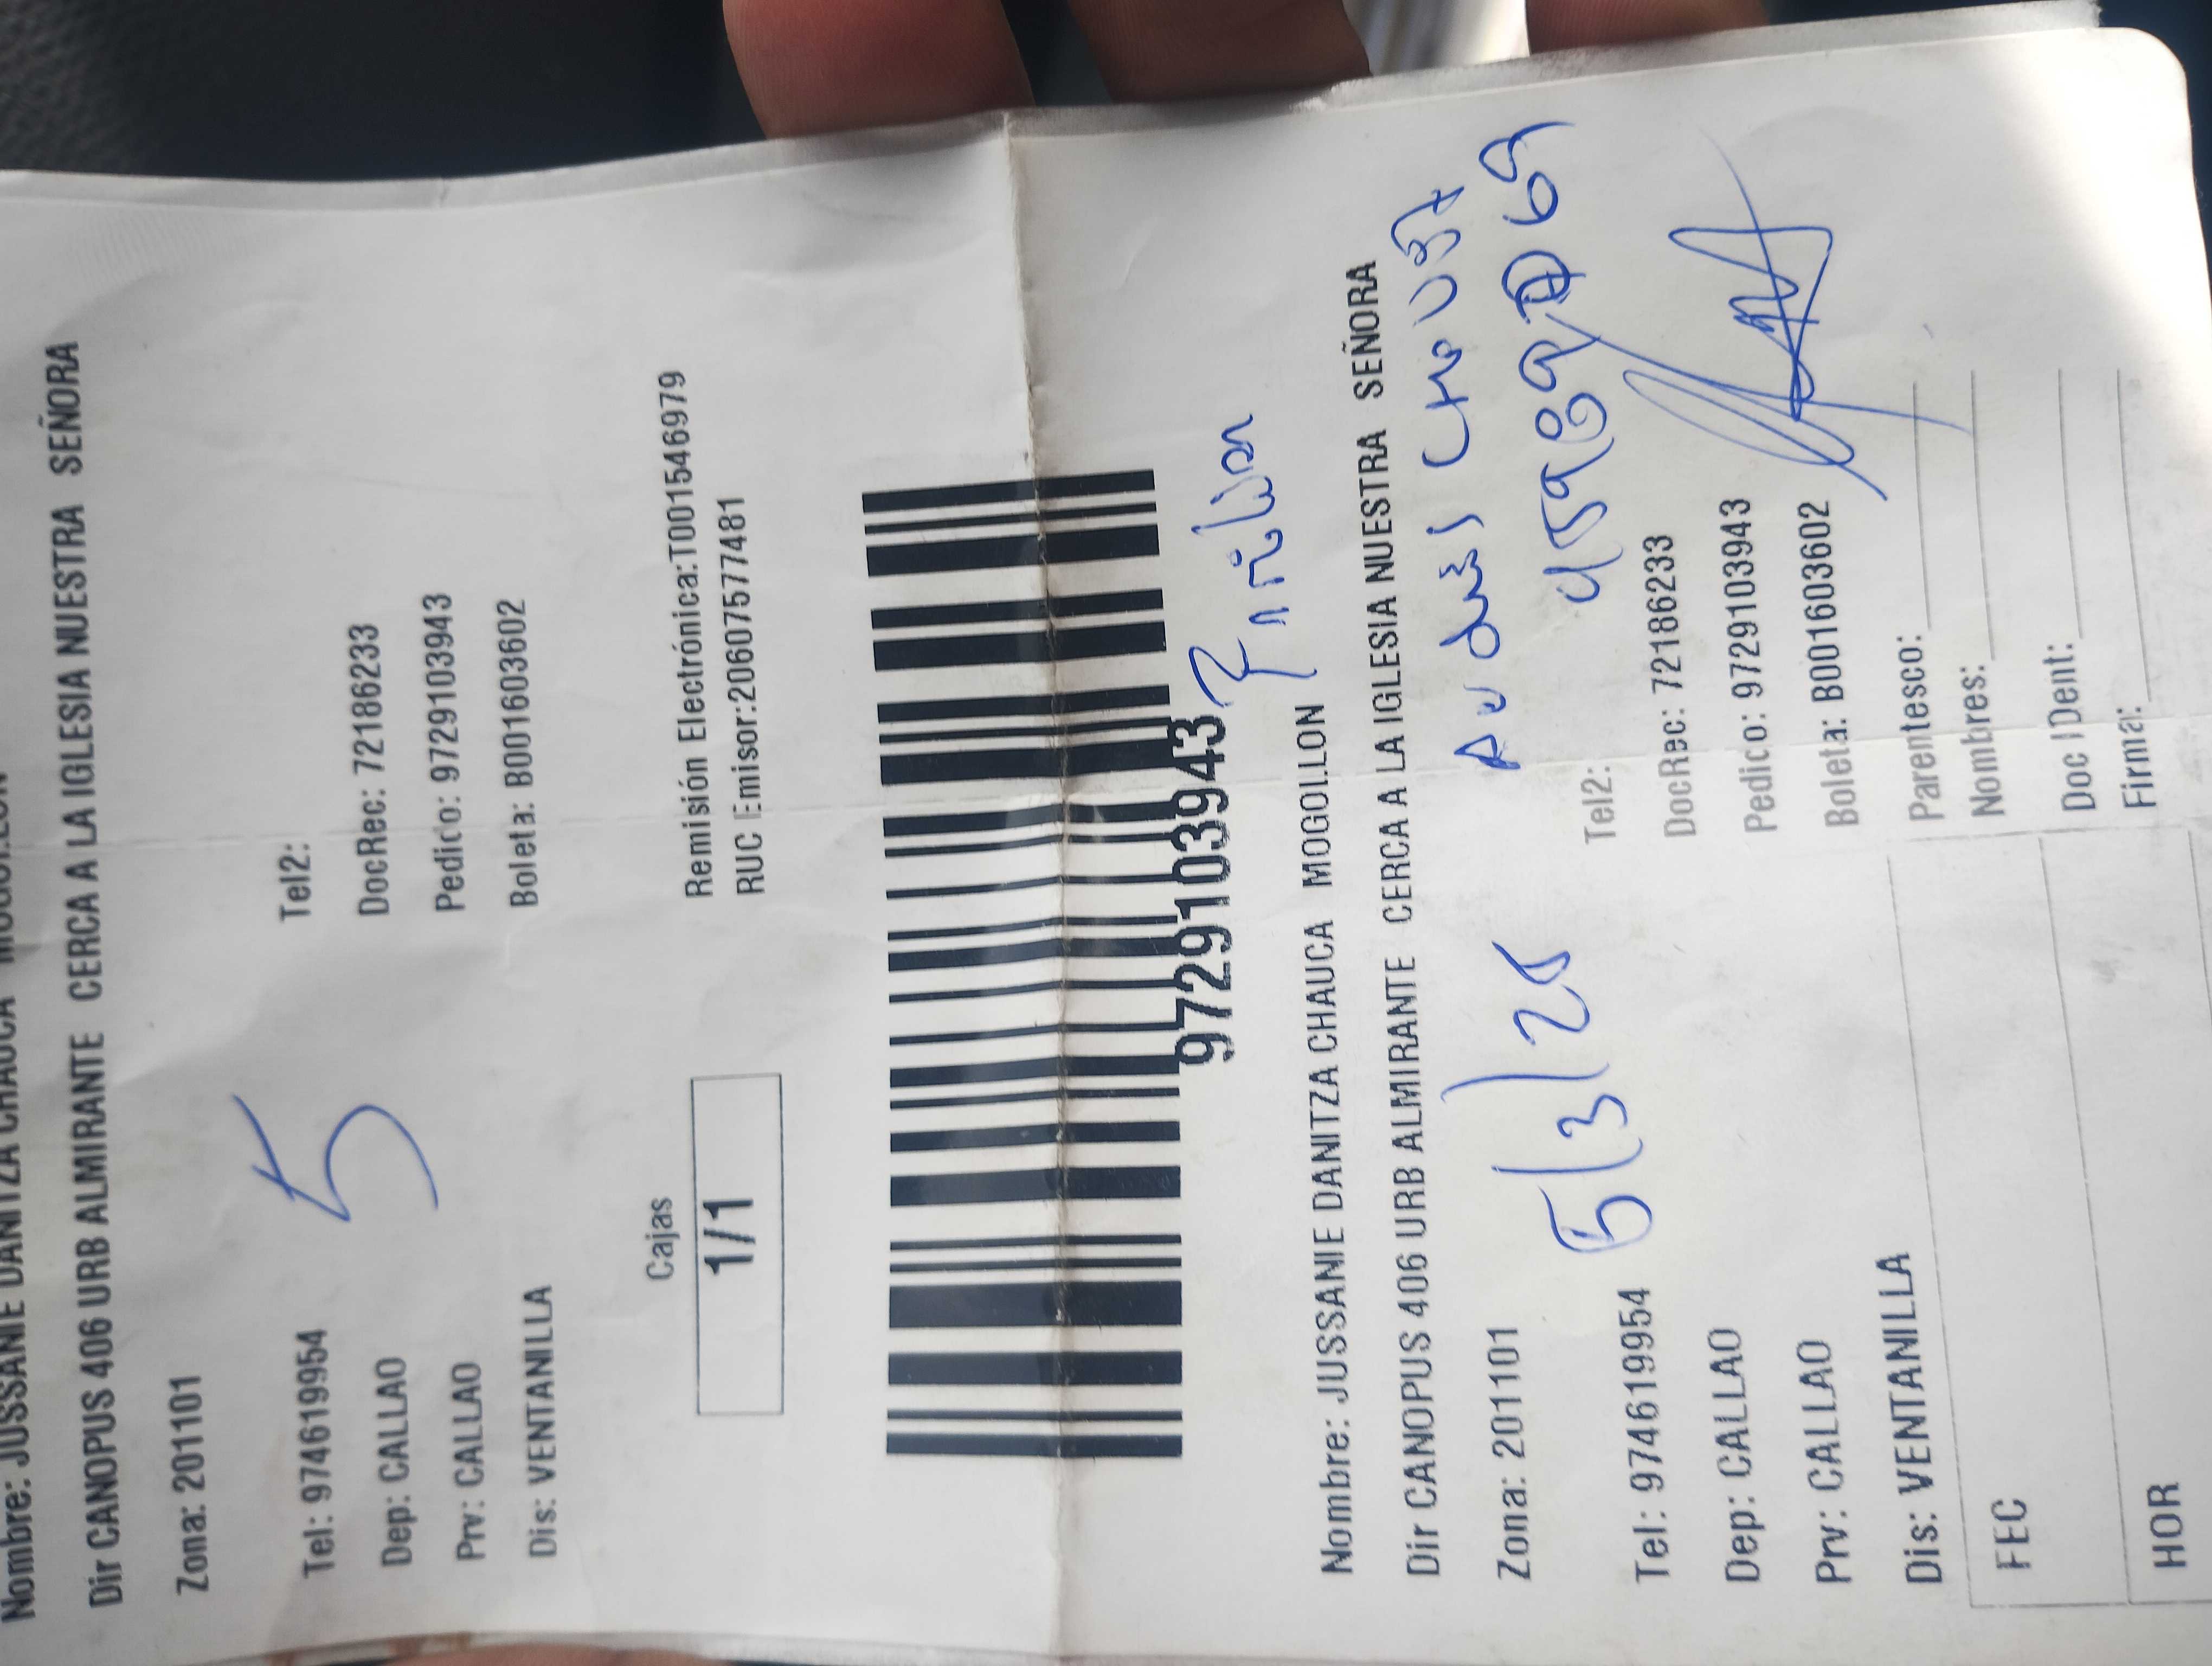 Nombre: JUSSANIE DANITZA CHAUCA MOGOLLON
Dir CANOPUS 406 URB ALMIRANTE CERCA A LA IGLESIA NUESTRA SEÑORA
Zona: 201101
5
Tel: 974619954
Tel2:
Dep: CALLAO
DocRec: 72186233
Prv: CALLAO
Pedido: 972910394​3
Dis: VENTANILLA
Boleta: B001603602
Cajas
1/1
Remisión Electrónica:T001546979
RUC Emisor:20607577481
9729103943
Nombre: JUSSANIE DANITZA CHAUCA MOGOLLON
Dir CANOPUS 406 URB ALMIRANTE CERCA A LA IGLESIA NUESTRA SEÑORA
Zona: 201101
5/3/25
Tel: 974619954
Tel2:
Dep: CALLAO
DocRec: 72186233
Prv: CALLAO
Pedido: 9729103943
Dis: VENTANILLA
Boleta: B001603602
FEC
Parentesco:
Nombres:
HOR
Doc IDent:
Firma: